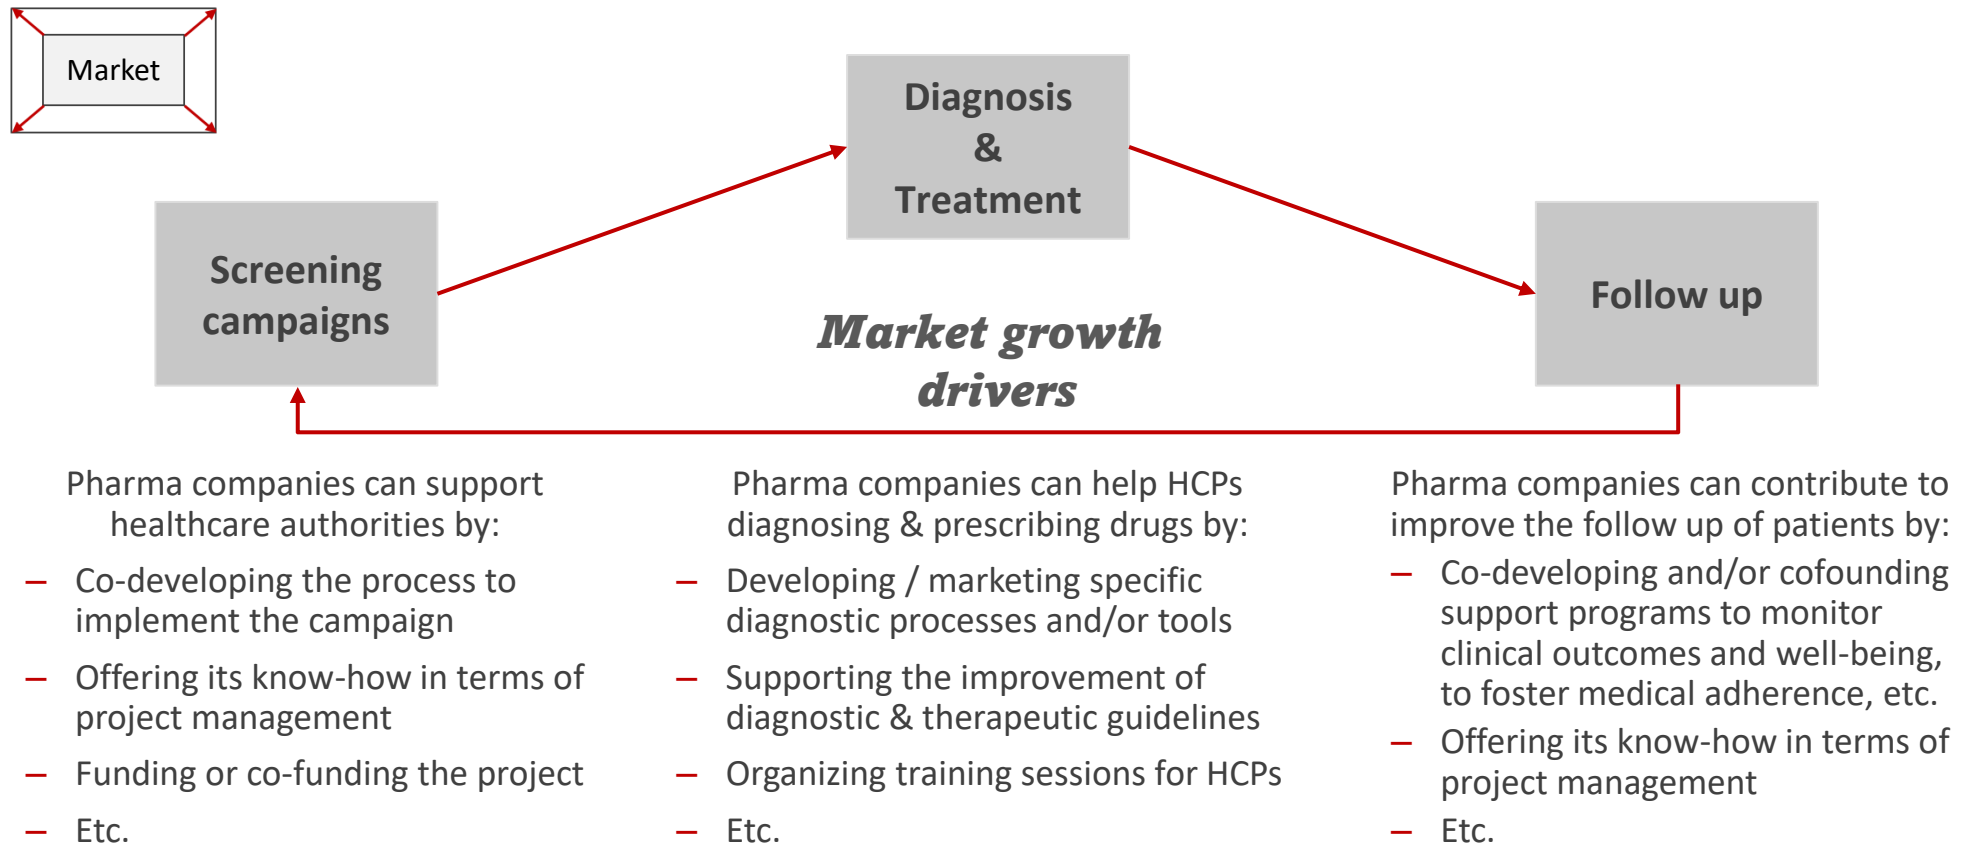 Market
Diagnosis
&
Treatment
Screening
campaigns
Follow up
Market growth
drivers
Pharma companies can support
healthcare authorities by:
– Co-developing the process to
implement the campaign
– Offering its know-how in terms of
project management
– Funding or co-funding the project
– Etc.
Pharma companies can help HCPs
diagnosing & prescribing drugs by:
– Developing / marketing specific
diagnostic processes and/or tools
– Supporting the improvement of
diagnostic & therapeutic guidelines
– Organizing training sessions for HCPs
– Etc.
Pharma companies can contribute to
improve the follow up of patients by:
– Co-developing and/or cofounding
support programs to monitor
clinical outcomes and well-being,
to foster medical adherence, etc.
– Offering its know-how in terms of
project management
– Etc.